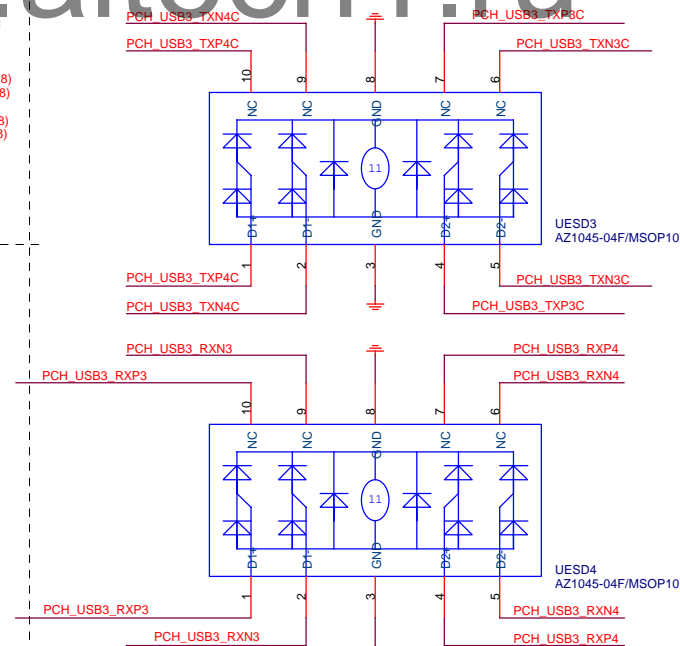 PCH_USB3_TXN4C
PCH_USB3_TXP3C
PCH_USB3_TXP4C
PCH_USB3_TXN3C
8)
8)
10 9 8 7 6
NC NC GND NC NC
11
D1+ D1- GND D2+ D2-
UESD3
AZ1045-04F/MSOP10
1 2 3 4 5
PCH_USB3_TXP4C
PCH_USB3_TXN3C
PCH_USB3_TXN4C
PCH_USB3_TXP3C
PCH_USB3_RXN3
PCH_USB3_RXP4
PCH_USB3_RXP3
PCH_USB3_RXN4
10 9 8 7 6
NC NC GND NC NC
11
D1+ D1- GND D2+ D2-
UESD4
AZ1045-04F/MSOP10
1 2 3 4 5
PCH_USB3_RXP3
PCH_USB3_RXN4
PCH_USB3_RXN3
PCH_USB3_RXP4